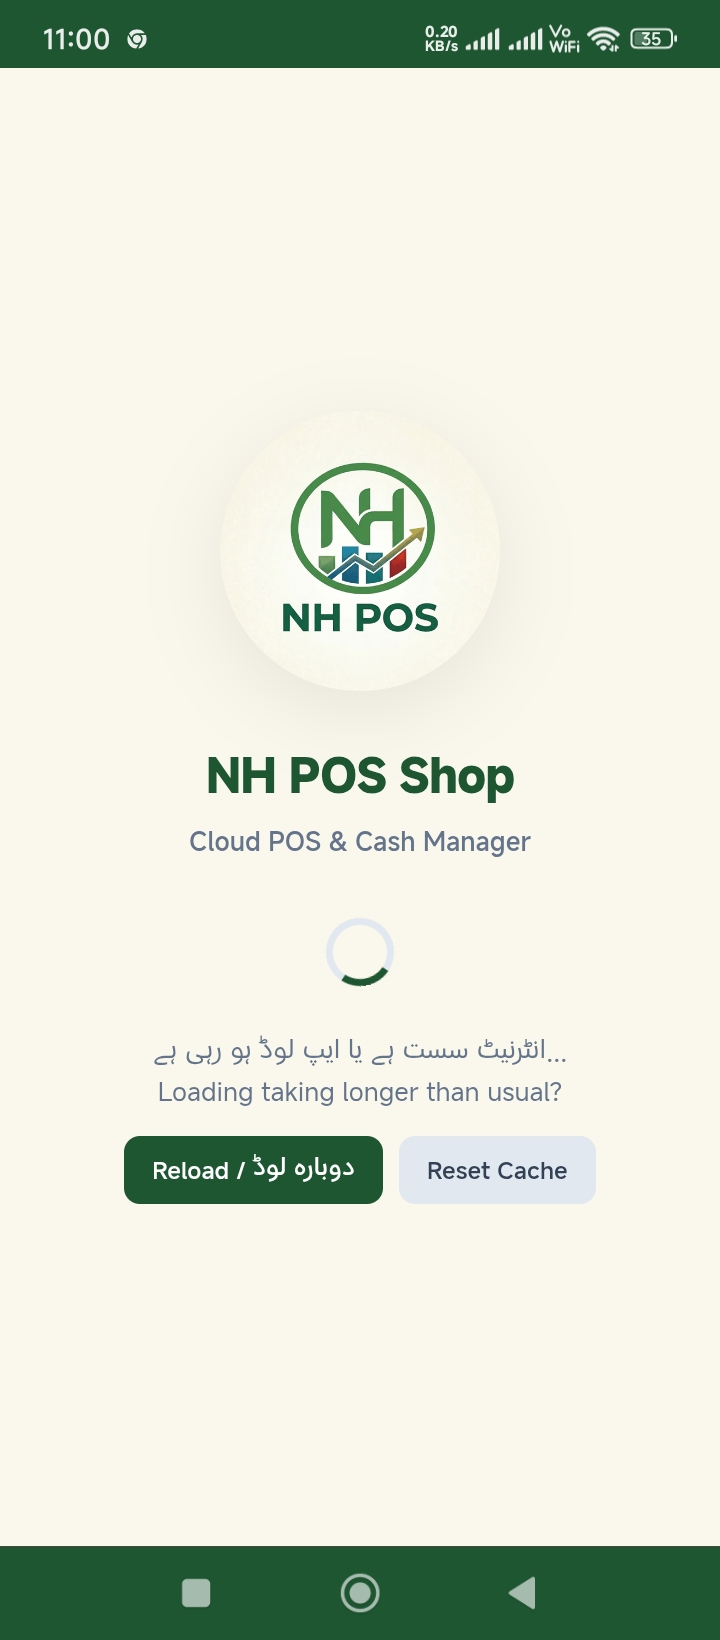 11:00
0.20 KB/s
Vo WiFi
35
NH
NH POS
NH POS Shop
Cloud POS & Cash Manager
انٹرنیٹ سست ہے یا ایپ لوڈ ہو رہی ہے...
Loading taking longer than usual?
Reload / دوبارہ لوڈ
Reset Cache